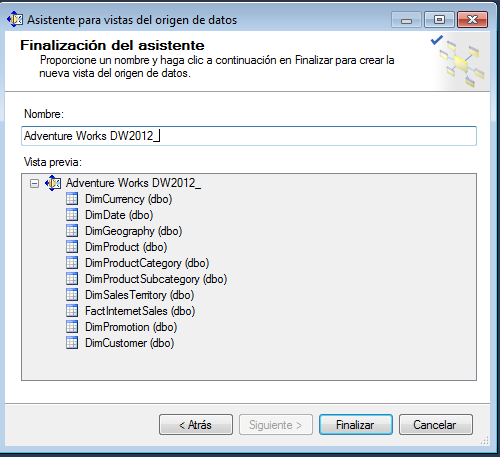 Asistente para vistas del origen de datos
Finalización del asistente
Proporcione un nombre y haga clic a continuación en Finalizar para crear la
nueva vista del origen de datos.
Nombre:
Adventure Works DW2012_
Vista previa:
Adventure Works DW2012_
DimCurrency (dbo)
DimDate (dbo)
DimGeography (dbo)
DimProduct (dbo)
DimProductCategory (dbo)
DimProductSubcategory (dbo)
DimSalesTerritory (dbo)
FactInternetSales (dbo)
DimPromotion (dbo)
DimCustomer (dbo)
< Atrás Siguiente > Finalizar Cancelar